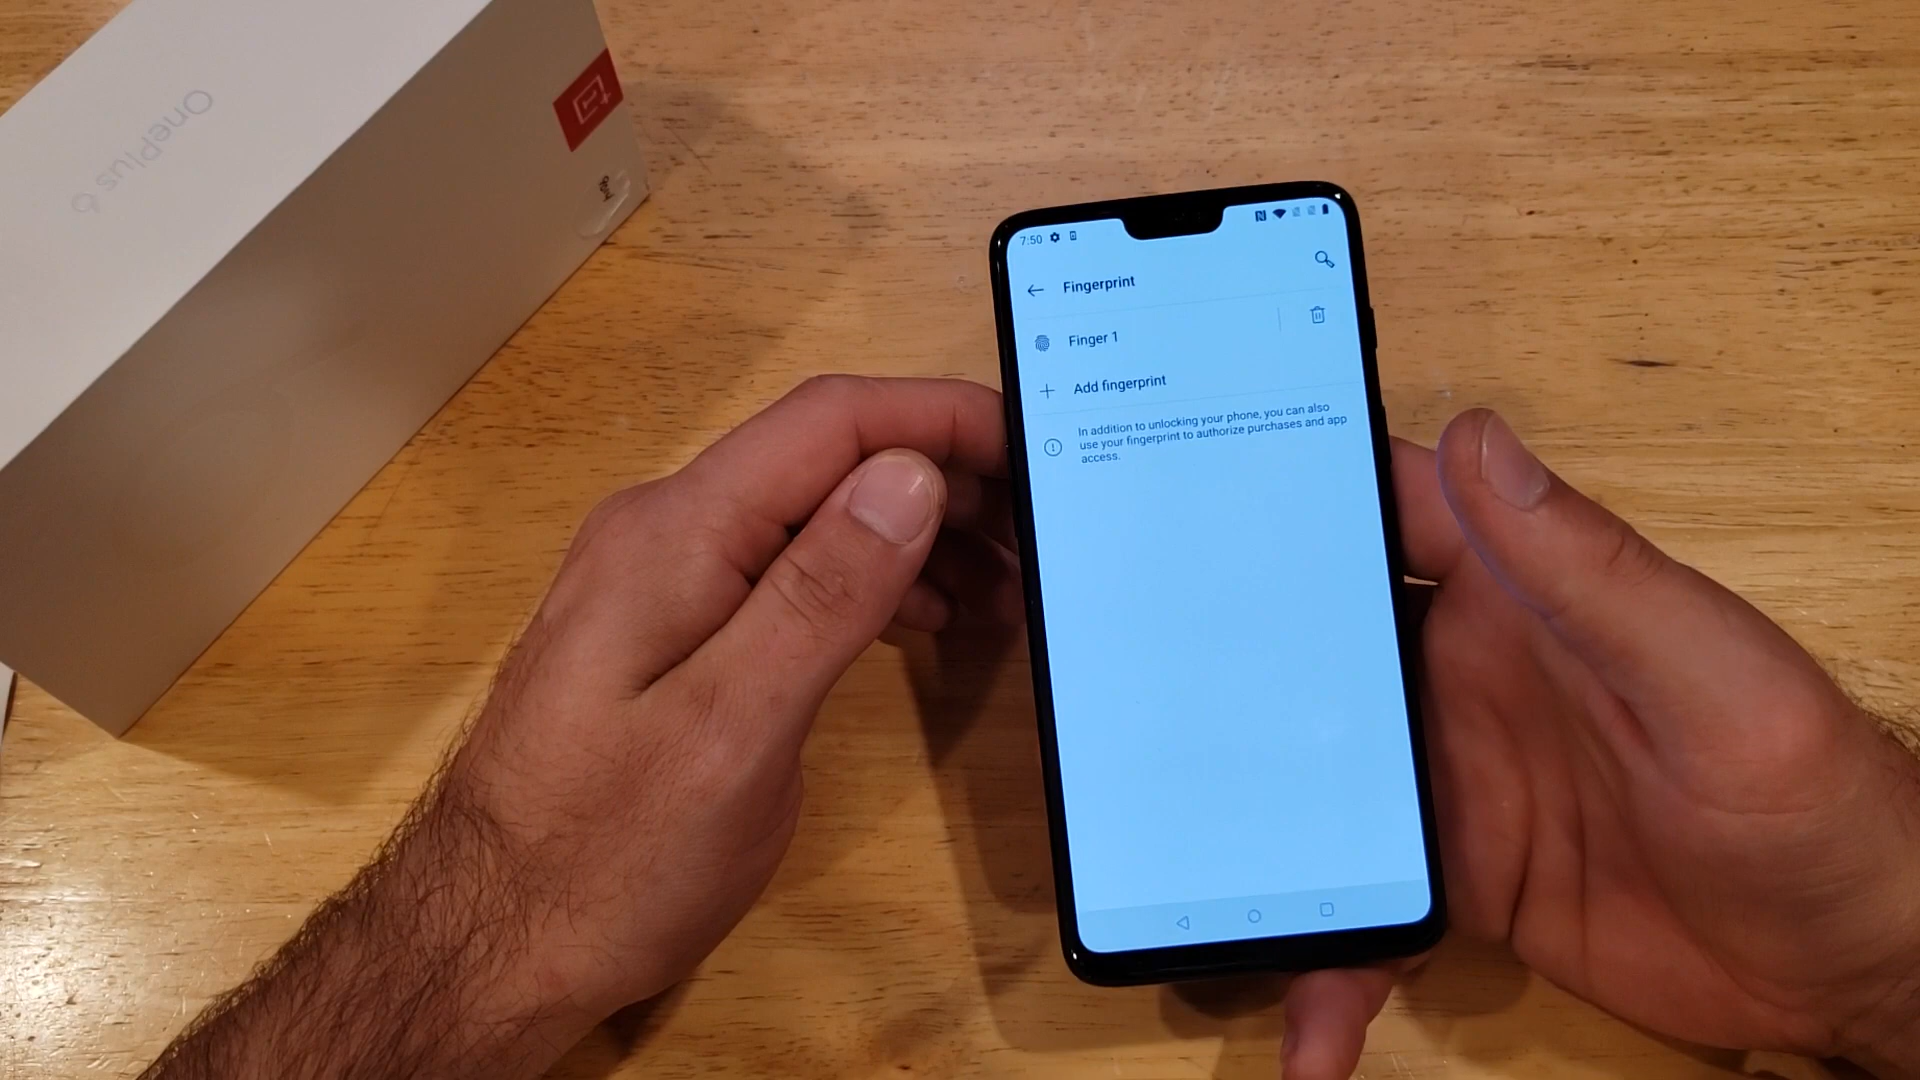 OnePlus 6
7:50
Fingerprint
Finger 1
Add fingerprint
In addition to unlocking your phone, you can also
use your fingerprint to authorize purchases and app
access.